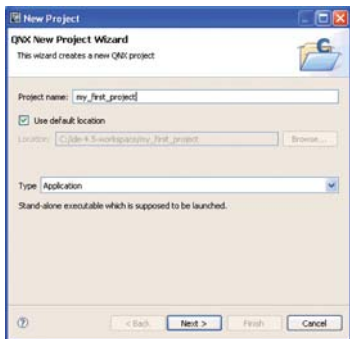 New Project
QNX New Project Wizard
This wizard creates a new QNX project
Project name: my_first_project
Use default location
Location: C:\ide-4.5-workspace/my_first_project Browse...
Type Application
Stand-alone executable which is supposed to be launched.
< Back Next > Finish Cancel